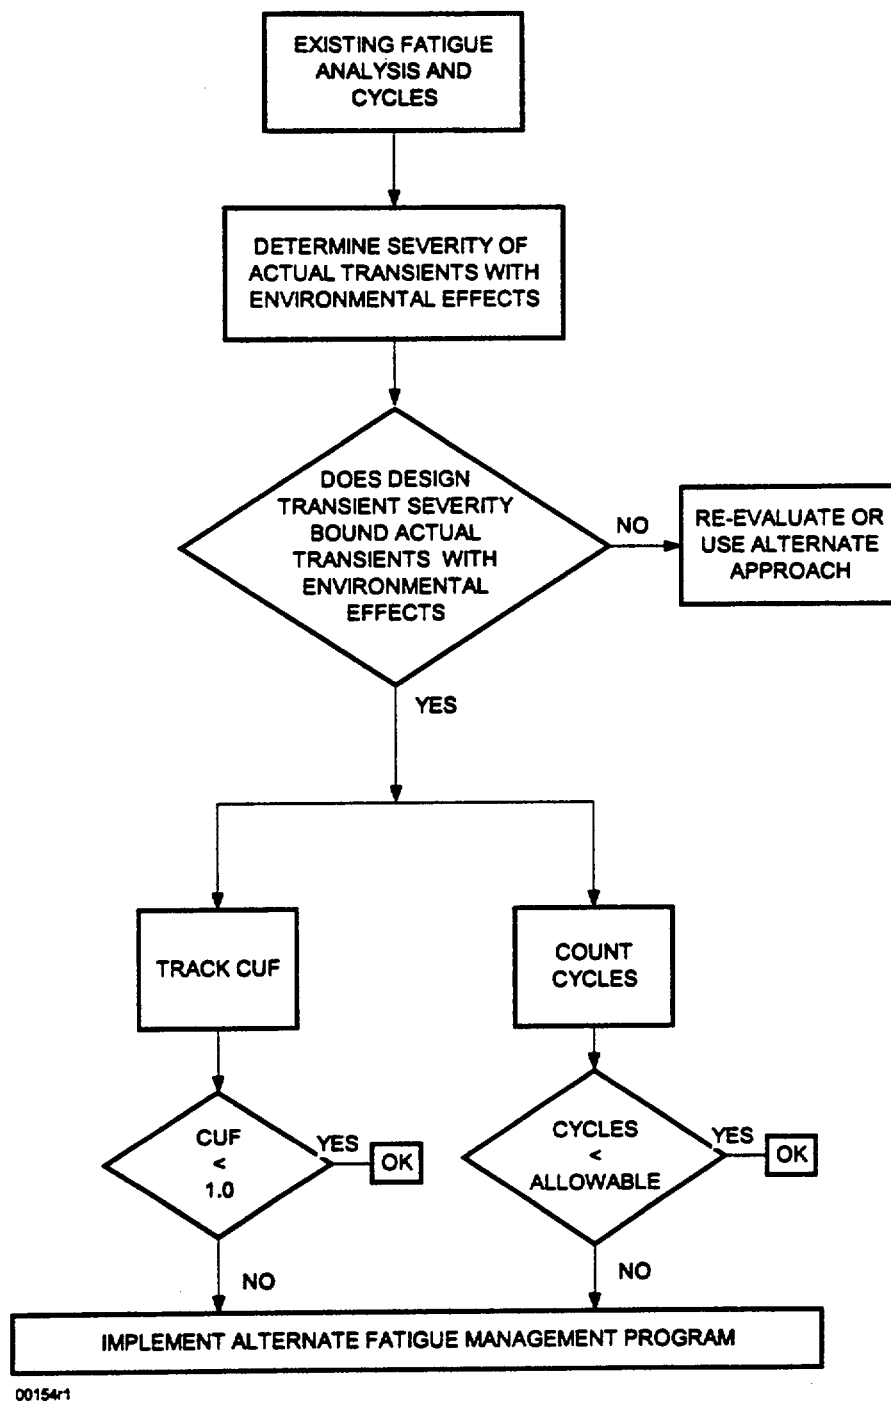 EXISTING FATIGUE
ANALYSIS AND
CYCLES
DETERMINE SEVERITY OF
ACTUAL TRANSIENTS WITH
ENVIRONMENTAL EFFECTS
DOES DESIGN
TRANSIENT SEVERITY
BOUND ACTUAL
TRANSIENTS WITH
ENVIRONMENTAL
EFFECTS
NO
RE-EVALUATE OR
USE ALTERNATE
APPROACH
YES
TRACK CUF
COUNT
CYCLES
CUF
<
1.0
YES
OK
CYCLES
<
ALLOWABLE
YES
OK
NO
NO
IMPLEMENT ALTERNATE FATIGUE MANAGEMENT PROGRAM
00154r1